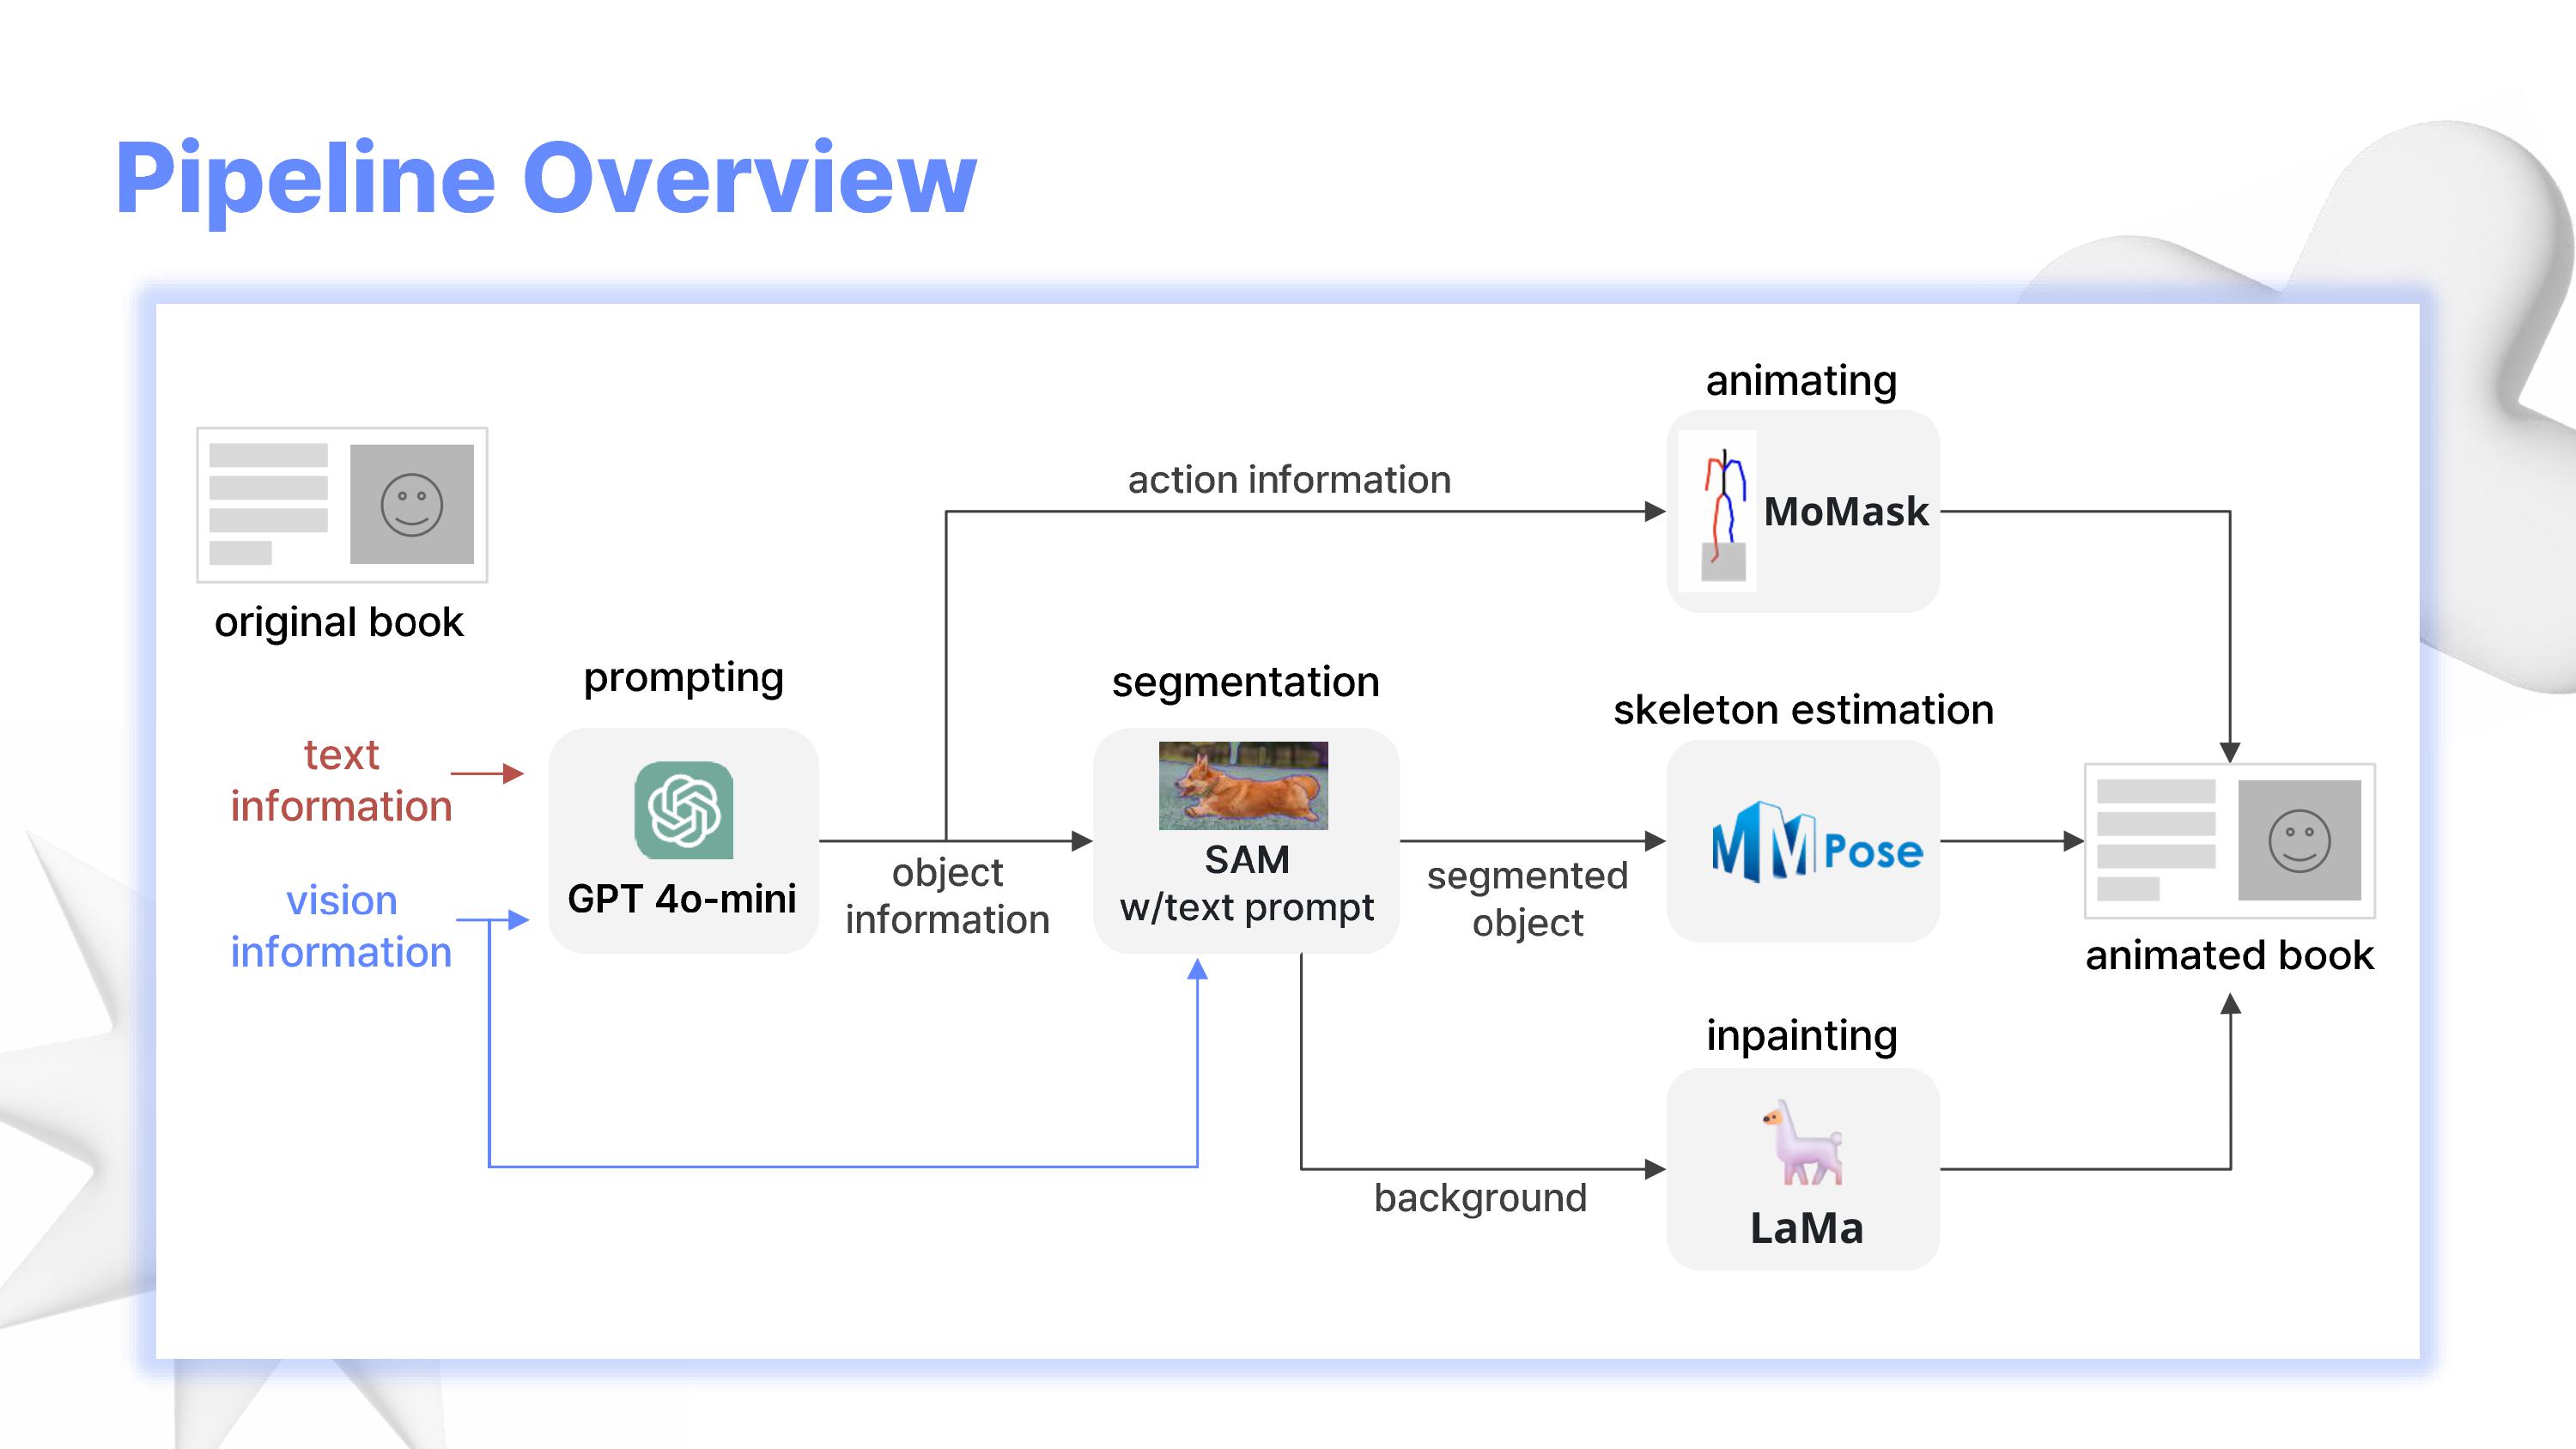 Pipeline Overview
original book
text
information
vision
information
prompting
GPT 4o-mini
action information
object
information
segmentation
SAM
w/text prompt
segmented
object
background
animating
MoMask
skeleton estimation
MMPose
inpainting
LaMa
animated book